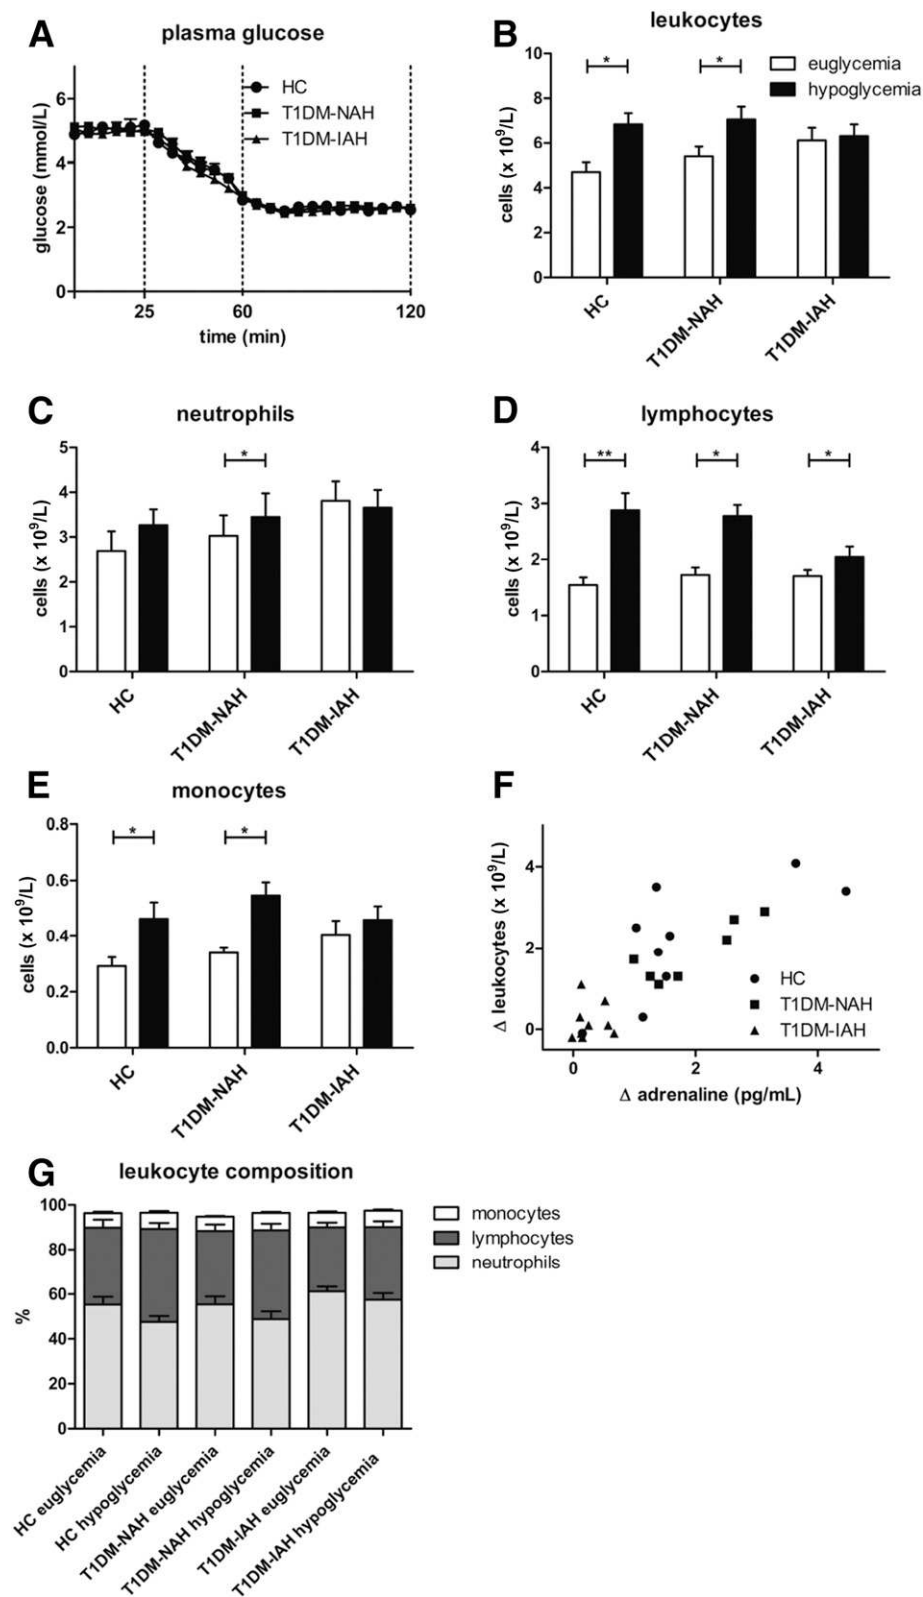 A
plasma glucose
glucose (mmol/L)
6
4
2
0
25
60
120
time (min)
HC
T1DM-NAH
T1DM-IAH
B
leukocytes
cells (x 10⁹/L)
10
8
6
4
2
0
*
*
euglycemia
hypoglycemia
HC
T1DM-NAH
T1DM-IAH
C
neutrophils
cells (x 10⁹/L)
5
4
3
2
1
0
*
HC
T1DM-NAH
T1DM-IAH
D
lymphocytes
cells (x 10⁹/L)
4
3
2
1
0
**
*
*
HC
T1DM-NAH
T1DM-IAH
E
monocytes
cells (x 10⁹/L)
0.8
0.6
0.4
0.2
0.0
*
*
HC
T1DM-NAH
T1DM-IAH
F
Δ leukocytes (x 10⁹/L)
4
2
0
0
2
4
Δ adrenaline (pg/mL)
HC
T1DM-NAH
T1DM-IAH
G
leukocyte composition
%
100
80
60
40
20
0
monocytes
lymphocytes
neutrophils
HC euglycemia
HC hypoglycemia
T1DM-NAH euglycemia
T1DM-NAH hypoglycemia
T1DM-IAH euglycemia
T1DM-IAH hypoglycemia